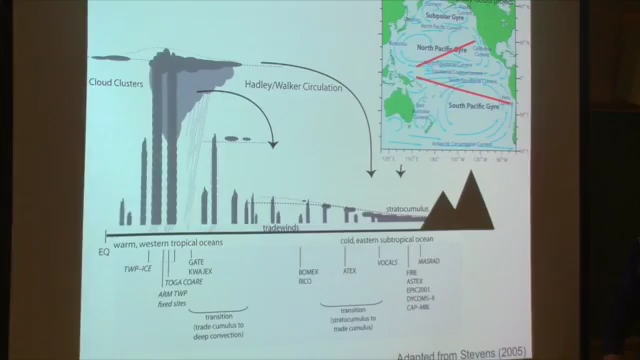 Cloud Clusters
Hadley/Walker Circulation
stratocumulus
tradewinds
EQ
warm, western tropical oceans
cold, eastern subtropical ocean
TWP-ICE
TOGA COARE
ARM TWP
fixed sites
GATE
KWAJEX
BOMEX
RICO
ATEX
VOCALS
MASRAD
FIRE
ASTEX
EPIC2001
DYCOMS-II
CAP-MBL
transition
(trade cumulus to
deep convection)
transition
(stratocumulus to
trade cumulus)
Adapted from Stevens (2005)
Subpolar Gyre
North Pacific Gyre
South Pacific Gyre